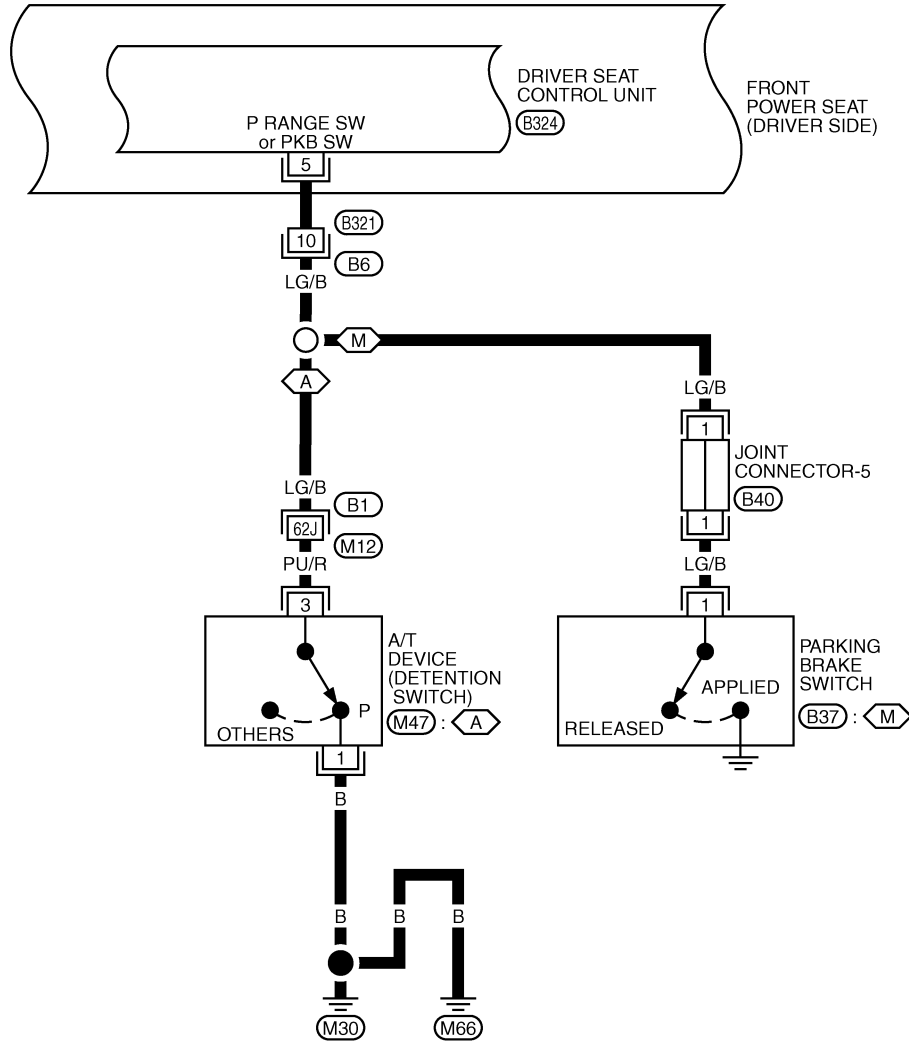 DRIVER SEAT
CONTROL UNIT
B324
FRONT
POWER SEAT
(DRIVER SIDE)
P RANGE SW
or PKB SW
5
B321
10
B6
LG/B
M
A
LG/B
1
JOINT
CONNECTOR-5
B40
1
LG/B
LG/B
B1
62J
M12
PU/R
3
A/T
DEVICE
(DETENTION
SWITCH)
M47 : A
P
OTHERS
1
1
PARKING
BRAKE
SWITCH
B37 : M
APPLIED
RELEASED
B
B
B
B
M30
M66